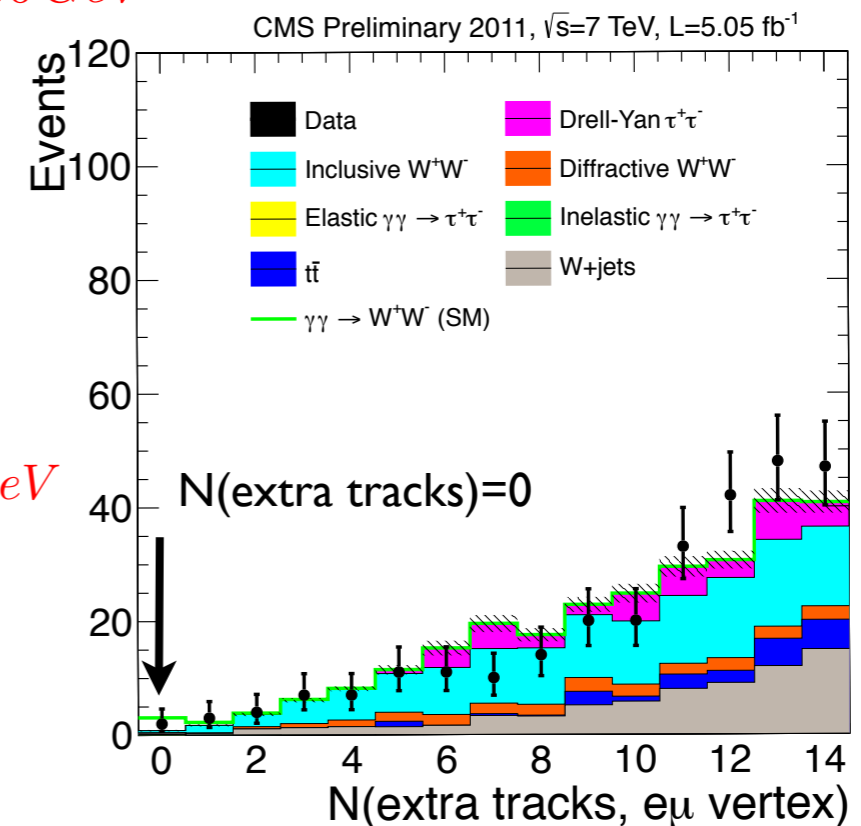 CMS Preliminary 2011, √s=7 TeV, L=5.05 fb⁻¹
Events
120
100
80
60
40
20
0
Data
Drell-Yan τ⁺τ⁻
Inclusive W⁺W⁻
Diffractive W⁺W⁻
Elastic γγ → τ⁺τ⁻
Inelastic γγ → τ⁺τ⁻
tt̄
W+jets
γγ → W⁺W⁻ (SM)
eV
N(extra tracks)=0
0 2 4 6 8 10 12 14
N(extra tracks, eμ vertex)